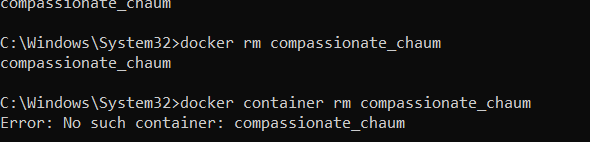 compassionate_chaum
C:\Windows\System32>docker rm compassionate_chaum
compassionate_chaum
C:\Windows\System32>docker container rm compassionate_chaum
Error: No such container: compassionate_chaum